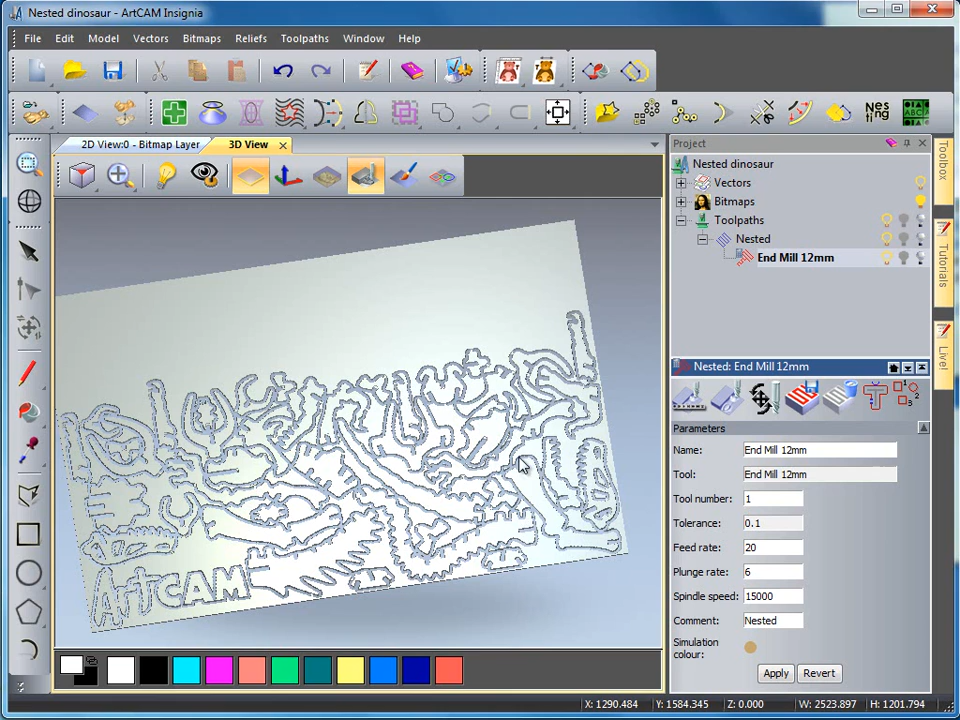 Nested dinosaur - ArtCAM Insignia
File Edit Model Vectors Bitmaps Reliefs Toolpaths Window Help
Nes
ting
ABCDA
2D View:0 - Bitmap Layer
3D View
Project
Nested dinosaur
Vectors
Bitmaps
Toolpaths
Nested
End Mill 12mm
Toolbox
Tutorials
Live!
ArtCAM
Nested: End Mill 12mm
Parameters
Name: End Mill 12mm
Tool: End Mill 12mm
Tool number: 1
Tolerance: 0.1
Feed rate: 20
Plunge rate: 6
Spindle speed: 15000
Comment: Nested
Simulation
colour:
Apply Revert
X: 1290.484 Y: 1584.345 Z: 0.000 W: 2523.897 H: 1201.794